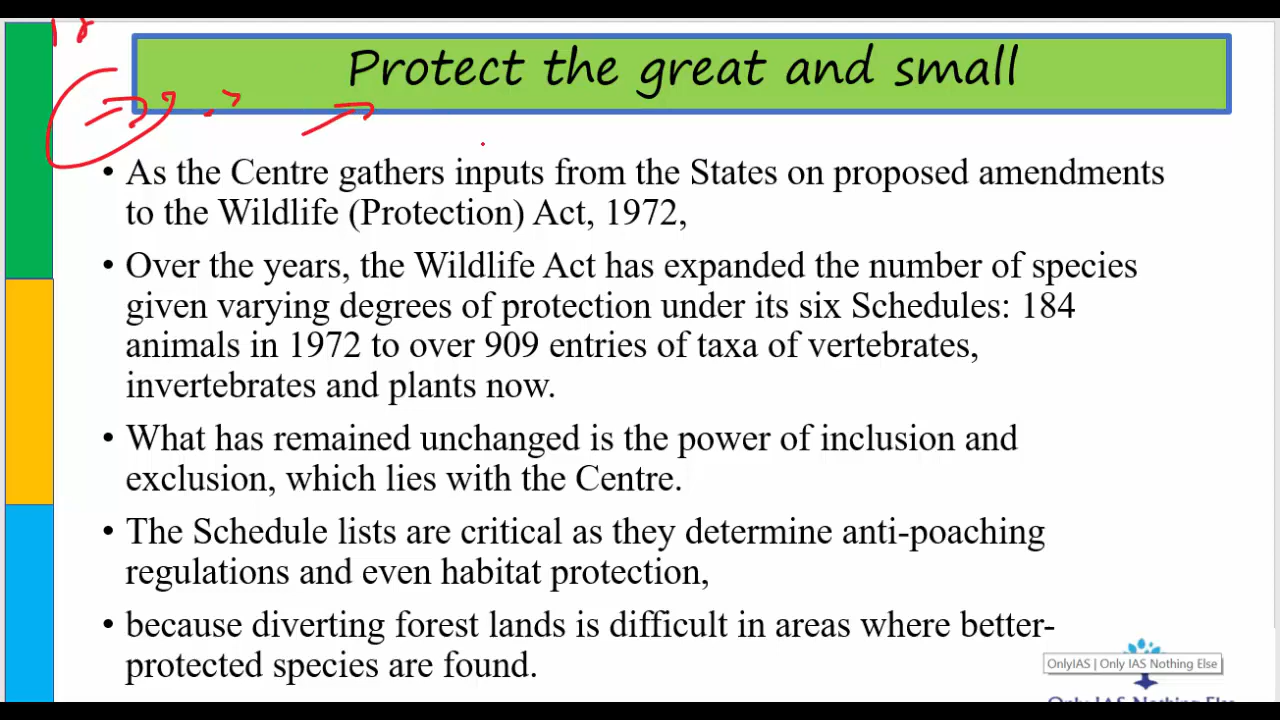 Protect the great and small
• As the Centre gathers inputs from the States on proposed amendments
to the Wildlife (Protection) Act, 1972,
• Over the years, the Wildlife Act has expanded the number of species
given varying degrees of protection under its six Schedules: 184
animals in 1972 to over 909 entries of taxa of vertebrates,
invertebrates and plants now.
• What has remained unchanged is the power of inclusion and
exclusion, which lies with the Centre.
• The Schedule lists are critical as they determine anti-poaching
regulations and even habitat protection,
• because diverting forest lands is difficult in areas where better-
protected species are found.
OnlyIAS | Only IAS Nothing Else
Only IAS Nothing Else